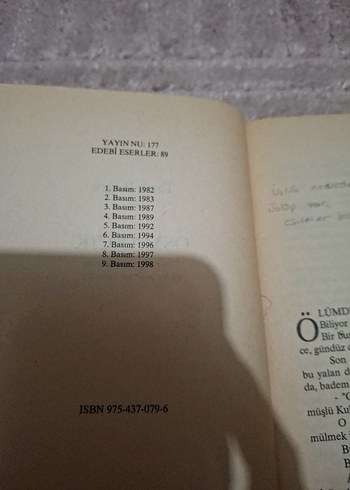 YAYIN NU: 177
EDEBİ ESERLER: 89
1. Basım: 1982
2. Basım: 1983
3. Basım: 1987
4. Basım: 1989
5. Basım: 1992
6. Basım: 1994
7. Basım: 1996
8. Basım: 1997
9. Basım: 1998
ISBN 975-437-079-6
ÖLÜMD
Biliyor
Bir
ce, gündüz
Son
bu yalan
da, badem
- "
müşlü
O
mülmek